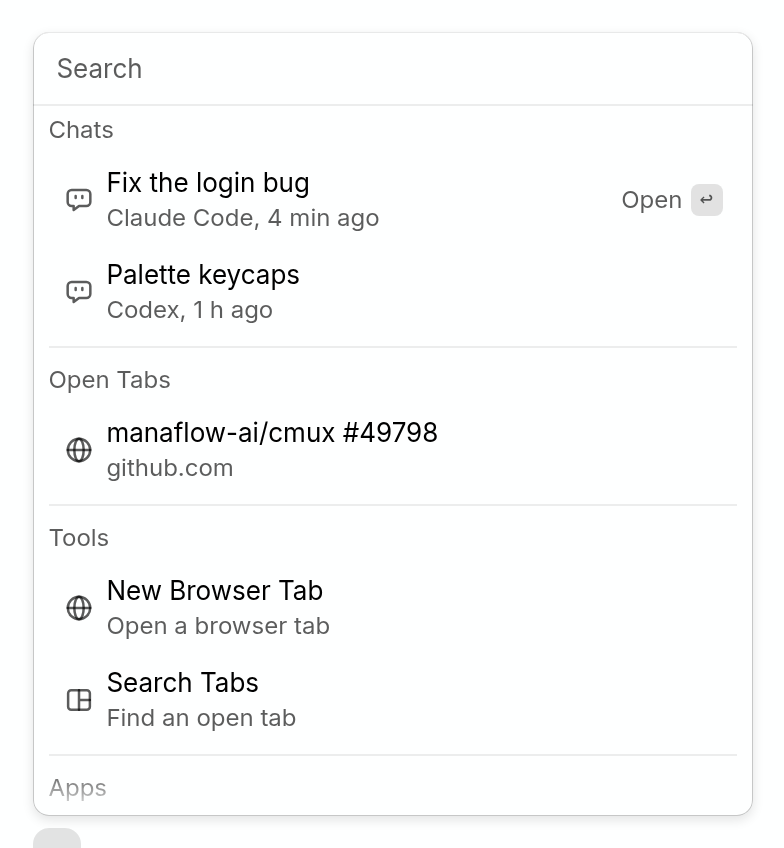 Search
Chats
Fix the login bug
Claude Code, 4 min ago
Open ↩
Palette keycaps
Codex, 1 h ago
Open Tabs
manaflow-ai/cmux #49798
github.com
Tools
New Browser Tab
Open a browser tab
Search Tabs
Find an open tab
Apps